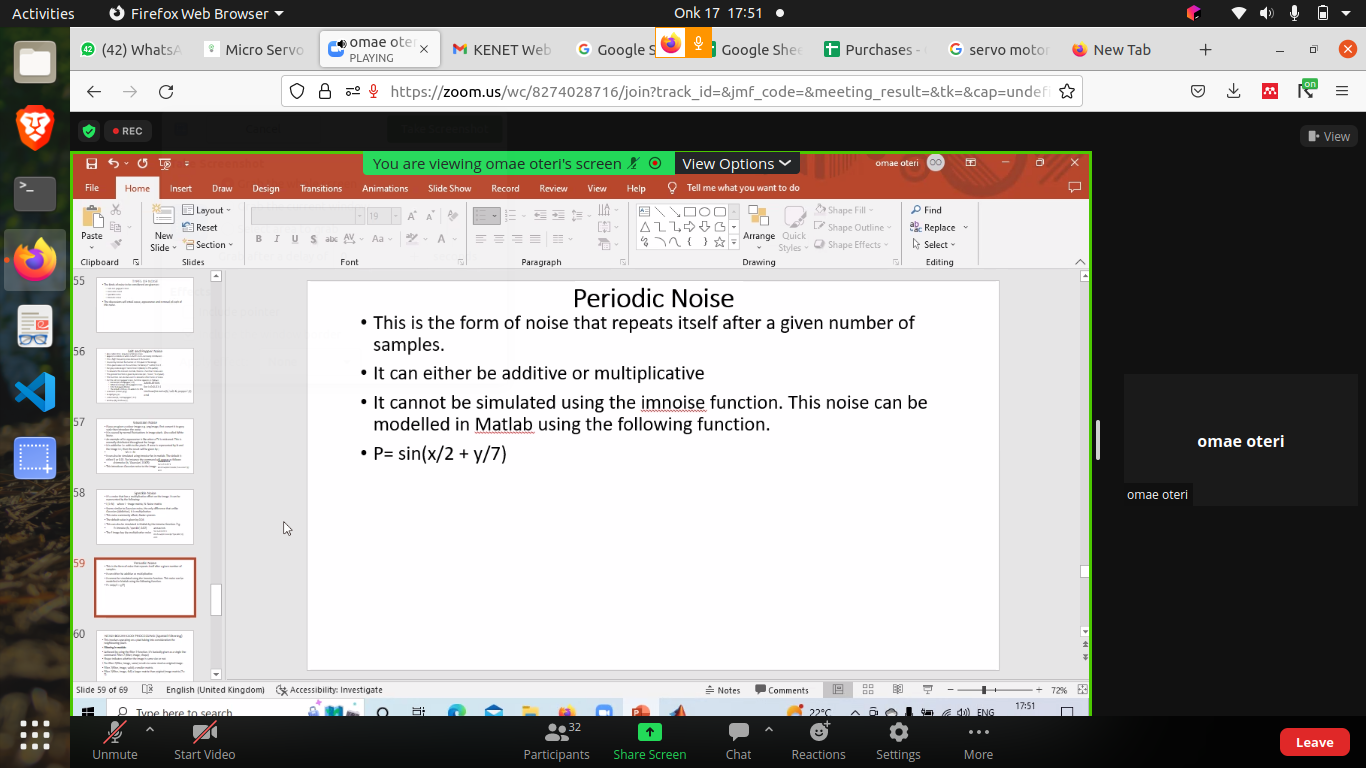 Activities Firefox Web Browser Onk 17 17:51
(42) WhatsA Micro Servo omae oter KENET Web Google S Google Shee Purchases - servo motor New Tab
PLAYING
https://zoom.us/wc/8274028716/join?track_id=&jmf_code=&meeting_result=&tk=&cap=undefi on
REC View
You are viewing omae oteri's screen View Options omae oteri OO
File Home Insert Draw Design Transitions Animations Slide Show Record Review View Help Tell me what you want to do
Paste New Slide Layout Reset Section 19 Arrange Quick Styles Shape Fill Shape Outline Shape Effects Find Replace Select
Clipboard Slides Font Paragraph Drawing Editing
55
56
57
58
59
60
Periodic Noise
• This is the form of noise that repeats itself after a given number of
samples.
• It can either be additive or multiplicative
• It cannot be simulated using the imnoise function. This noise can be
modelled in Matlab using the following function.
• P= sin(x/2 + y/7)
omae oteri
omae oteri
Slide 59 of 69 English (United Kingdom) Accessibility: Investigate Notes Comments 72%
Type here to search 22°C ENG 17:51
Unmute Start Video Participants 32 Share Screen Chat Reactions Settings More Leave